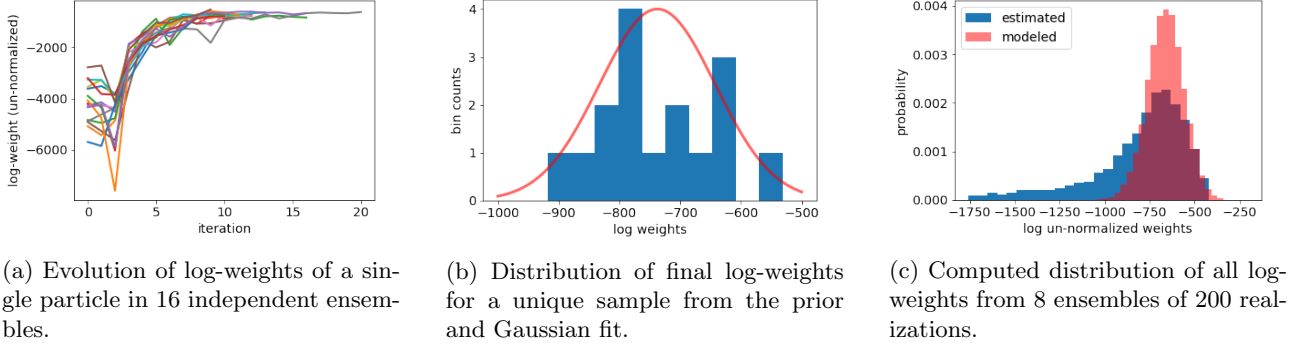 log-weight (un-normalized)
−2000
−4000
−6000
0
5
10
15
20
iteration
bin counts
4
3
2
1
0
−1000
−900
−800
−700
−600
−500
log weights
probability
0.004
0.003
0.002
0.001
0.000
estimated
modeled
−1750
−1500
−1250
−1000
−750
−500
−250
log un-normalized weights
(a) Evolution of log-weights of a sin-
gle particle in 16 independent ensem-
bles.
(b) Distribution of final log-weights
for a unique sample from the prior
and Gaussian fit.
(c) Computed distribution of all log-
weights from 8 ensembles of 200 real-
izations.